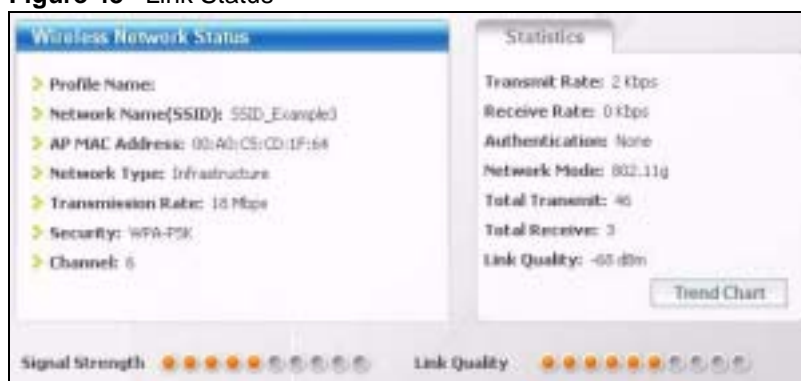 Figure 45 Link Status
Wireless Network Status
Profile Name:
Network Name(SSID): SSID_Example3
AP MAC Address: 00:A0:C5:CD:1F:64
Network Type: Infrastructure
Transmission Rate: 18 Mbps
Security: WPA-PSK
Channel: 6
Statistics
Transmit Rate: 2 Kbps
Receive Rate: 0 Kbps
Authentication: None
Network Mode: 802.11g
Total Transmit: 46
Total Receive: 3
Link Quality: -68 dBm
Trend Chart
Signal Strength
Link Quality